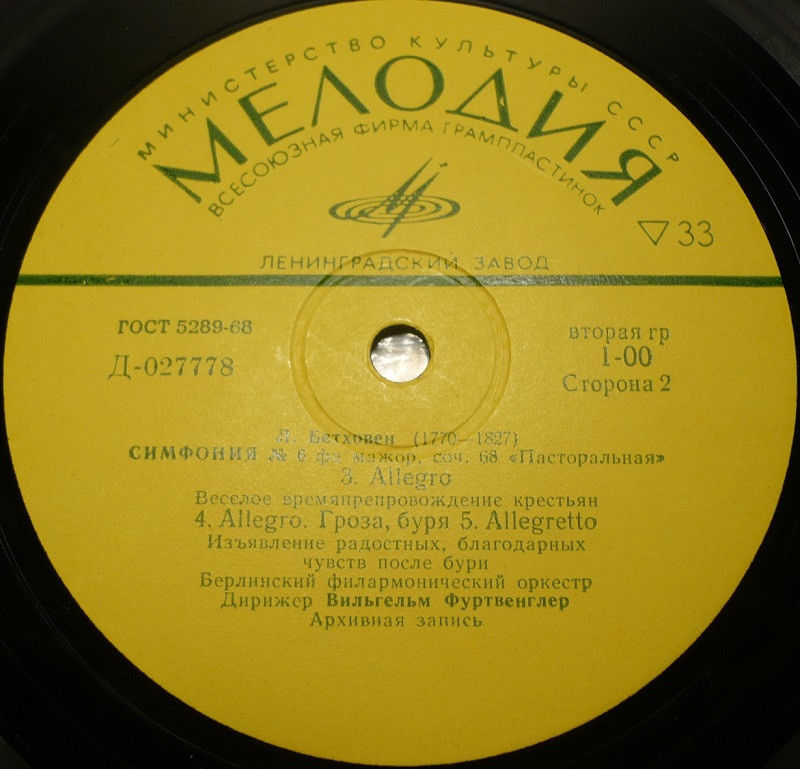 МИНИСТЕРСТВО КУЛЬТУРЫ СССР
МЕЛОДИЯ
ВСЕСОЮЗНАЯ ФИРМА ГРАМПЛАСТИНОК
▽ 33
ЛЕНИНГРАДСКИЙ ЗАВОД
ГОСТ 5289-68
Д-027778
вторая гр
1-00
Сторона 2
Л. Бетховен (1770—1827)
СИМФОНИЯ № 6 фа мажор, соч. 68 «Пасторальная»
3. Allegro
Веселое времяпрепровождение крестьян
4. Allegro. Гроза, буря 5. Allegretto
Изъявление радостных, благодарных
чувств после бури
Берлинский филармонический оркестр
Дирижер Вильгельм Фуртвенглер
Архивная запись